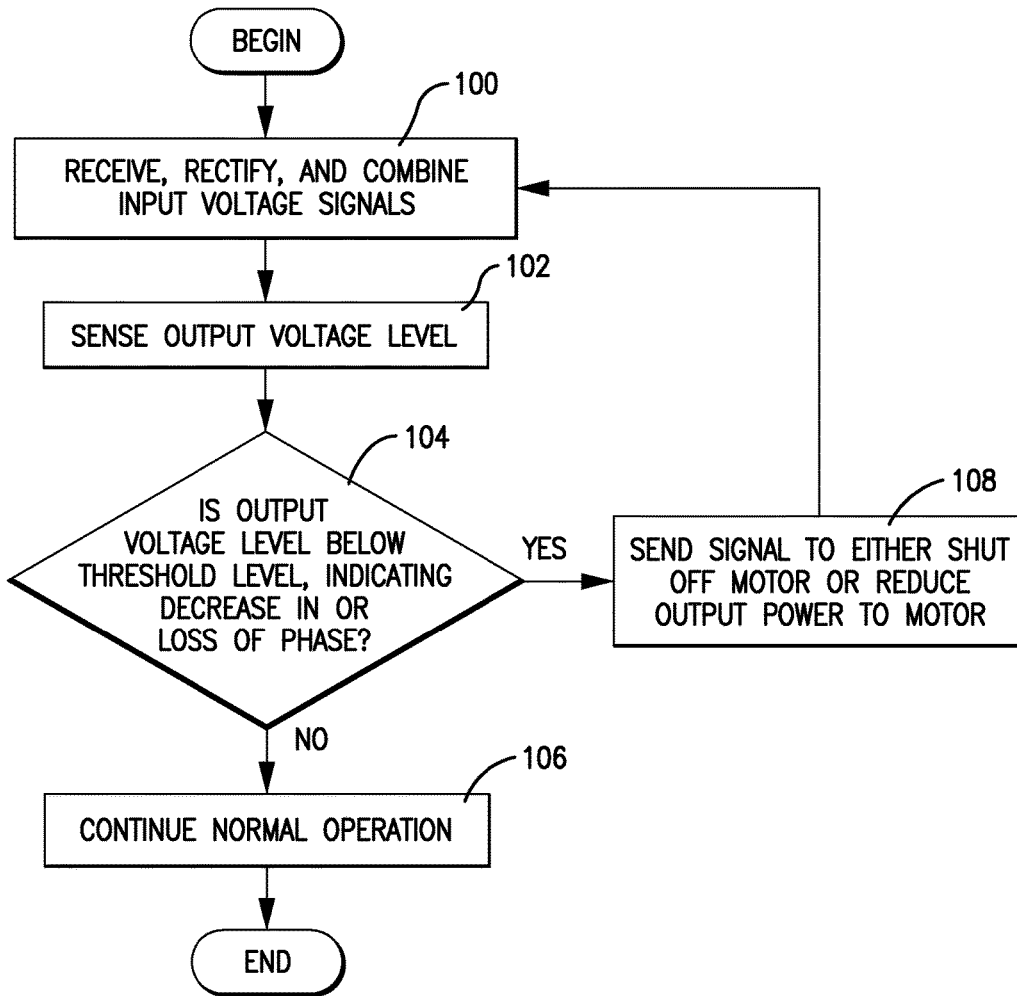 BEGIN
100
RECEIVE, RECTIFY, AND COMBINE
INPUT VOLTAGE SIGNALS
102
SENSE OUTPUT VOLTAGE LEVEL
104
IS OUTPUT
VOLTAGE LEVEL BELOW
THRESHOLD LEVEL, INDICATING
DECREASE IN OR
LOSS OF PHASE?
YES
108
SEND SIGNAL TO EITHER SHUT
OFF MOTOR OR REDUCE
OUTPUT POWER TO MOTOR
NO
106
CONTINUE NORMAL OPERATION
END